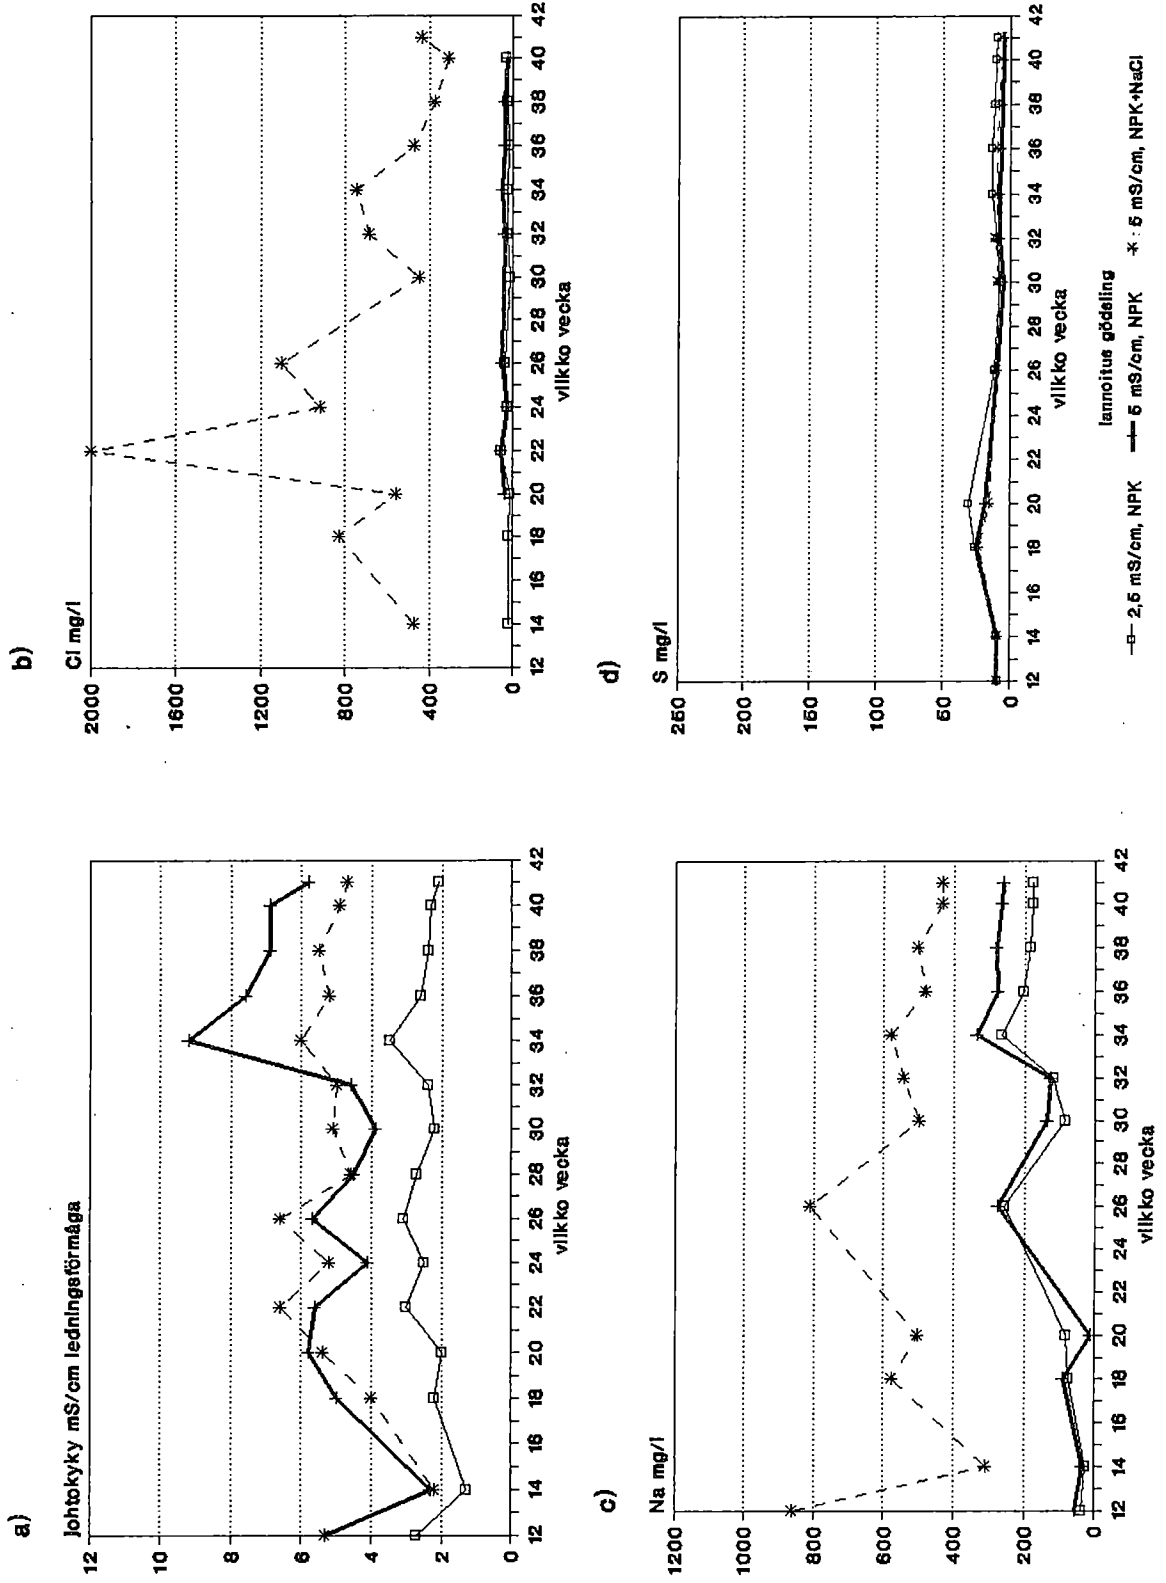 a)
Johtokyky mS/cm ledningsförmåga
12
10
8
6
4
2
0
12 14 16 18 20 22 24 26 28 30 32 34 36 38 40 42
viikko vecka
b)
Cl mg/l
2000
1600
1200
800
400
0
12 14 16 18 20 22 24 26 28 30 32 34 36 38 40 42
viikko vecka
c)
Na mg/l
1200
1000
800
600
400
200
0
12 14 16 18 20 22 24 26 28 30 32 34 36 38 40 42
viikko vecka
d)
S mg/l
250
200
150
100
50
0
12 14 16 18 20 22 24 26 28 30 32 34 36 38 40 42
viikko vecka
lannoitus gödsling
2,5 mS/cm, NPK 5 mS/cm, NPK 5 mS/cm, NPK+NaCl